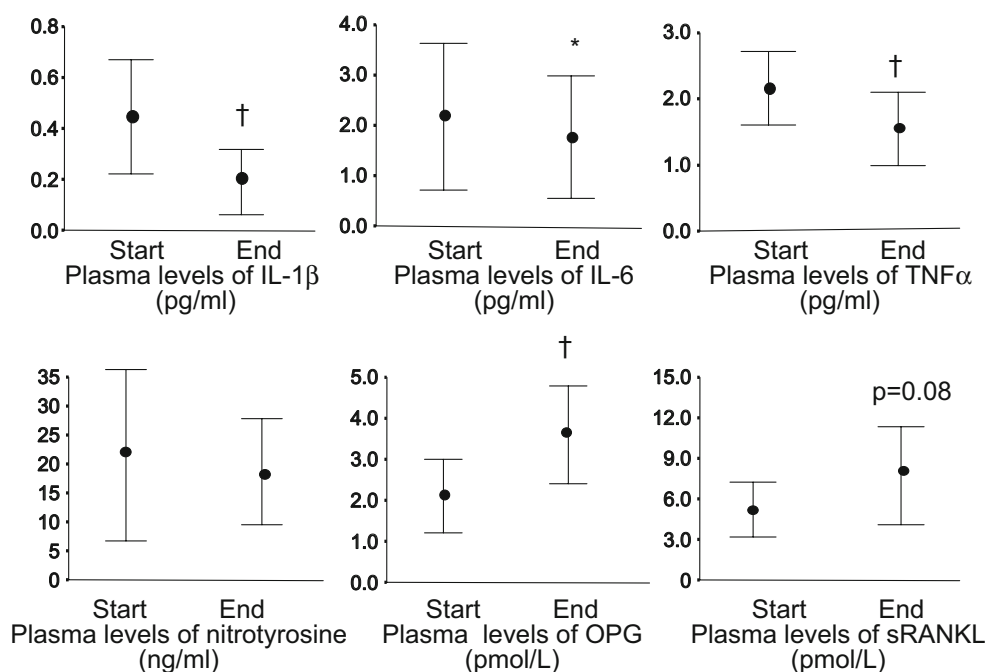 0.8
0.6
0.4
0.2
0.0
†
Start End
Plasma levels of IL-1β
(pg/ml)
4.0
3.0
2.0
1.0
0.0
*
Start End
Plasma levels of IL-6
(pg/ml)
3.0
2.0
1.0
0.0
†
Start End
Plasma levels of TNFα
(pg/ml)
35
30
25
20
15
10
5
0
Start End
Plasma levels of nitrotyrosine
(ng/ml)
5.0
4.0
3.0
2.0
1.0
0.0
†
Start End
Plasma levels of OPG
(pmol/L)
15.0
12.0
9.0
6.0
3.0
0
p=0.08
Start End
Plasma levels of sRANKL
(pmol/L)